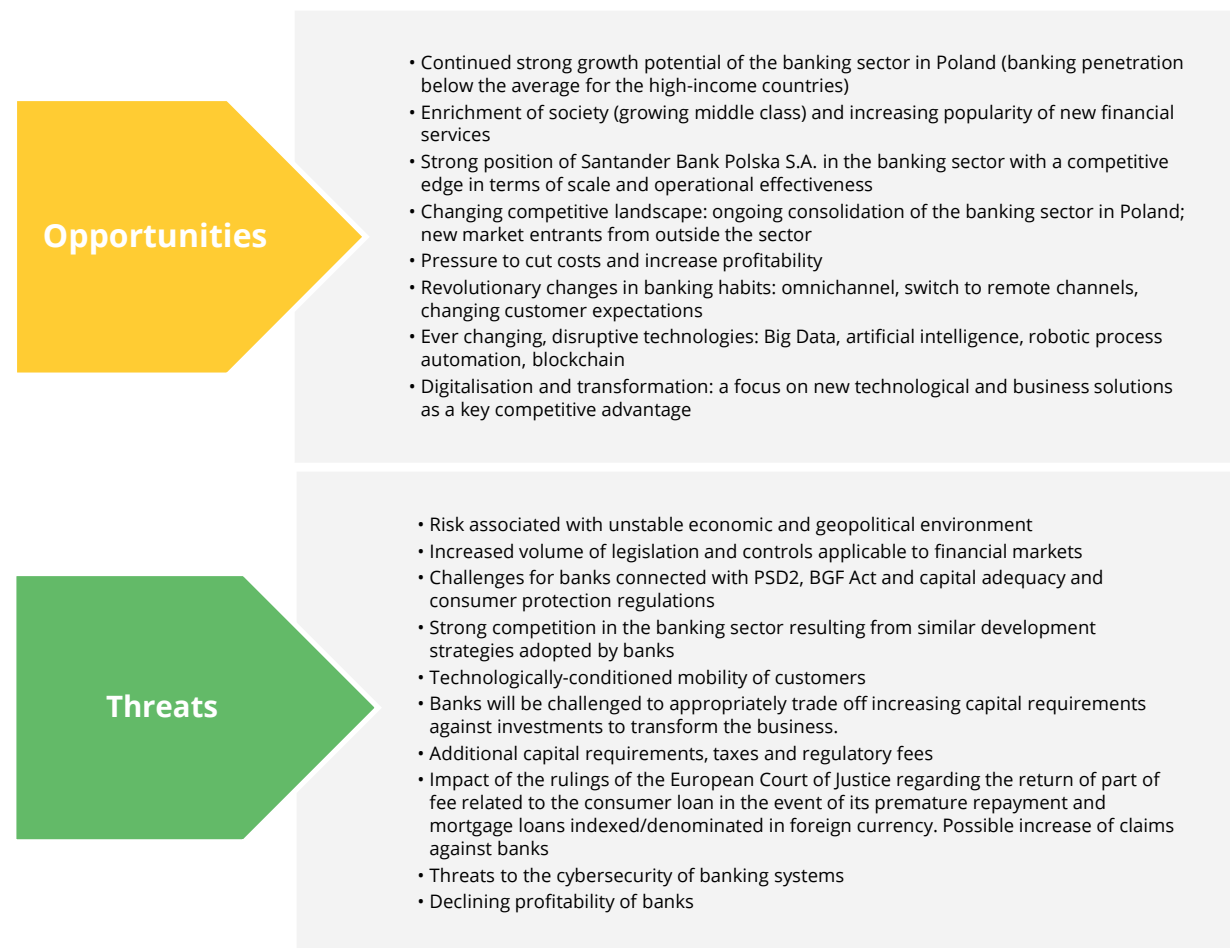 Opportunities
• Continued strong growth potential of the banking sector in Poland (banking penetration
below the average for the high-income countries)
• Enrichment of society (growing middle class) and increasing popularity of new financial
services
• Strong position of Santander Bank Polska S.A. in the banking sector with a competitive
edge in terms of scale and operational effectiveness
• Changing competitive landscape: ongoing consolidation of the banking sector in Poland;
new market entrants from outside the sector
• Pressure to cut costs and increase profitability
• Revolutionary changes in banking habits: omnichannel, switch to remote channels,
changing customer expectations
• Ever changing, disruptive technologies: Big Data, artificial intelligence, robotic process
automation, blockchain
• Digitalisation and transformation: a focus on new technological and business solutions
as a key competitive advantage
Threats
• Risk associated with unstable economic and geopolitical environment
• Increased volume of legislation and controls applicable to financial markets
• Challenges for banks connected with PSD2, BGF Act and capital adequacy and
consumer protection regulations
• Strong competition in the banking sector resulting from similar development
strategies adopted by banks
• Technologically-conditioned mobility of customers
• Banks will be challenged to appropriately trade off increasing capital requirements
against investments to transform the business.
• Additional capital requirements, taxes and regulatory fees
• Impact of the rulings of the European Court of Justice regarding the return of part of
fee related to the consumer loan in the event of its premature repayment and
mortgage loans indexed/denominated in foreign currency. Possible increase of claims
against banks
• Threats to the cybersecurity of banking systems
• Declining profitability of banks